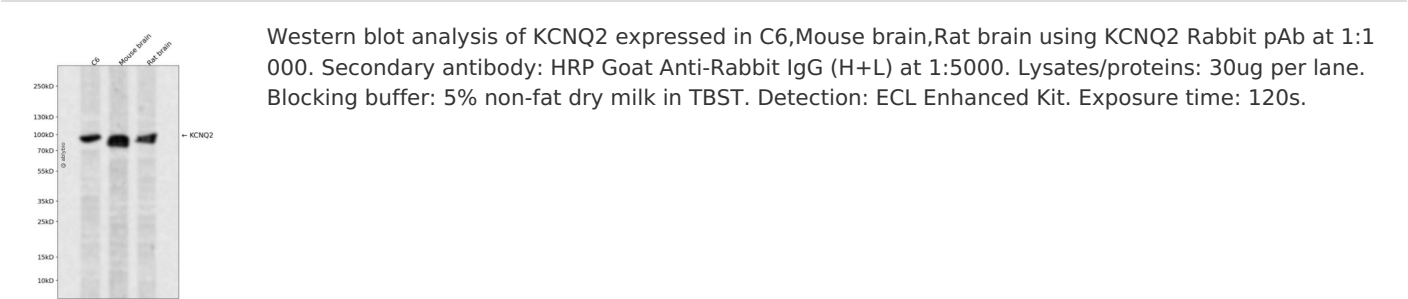 C6
Mouse brain
Rat brain
250kD
130kD
100kD
70kD
55kD
35kD
25kD
15kD
10kD
← KCNQ2
@ abybio
Western blot analysis of KCNQ2 expressed in C6,Mouse brain,Rat brain using KCNQ2 Rabbit pAb at 1:1
000. Secondary antibody: HRP Goat Anti-Rabbit IgG (H+L) at 1:5000. Lysates/proteins: 30ug per lane.
Blocking buffer: 5% non-fat dry milk in TBST. Detection: ECL Enhanced Kit. Exposure time: 120s.